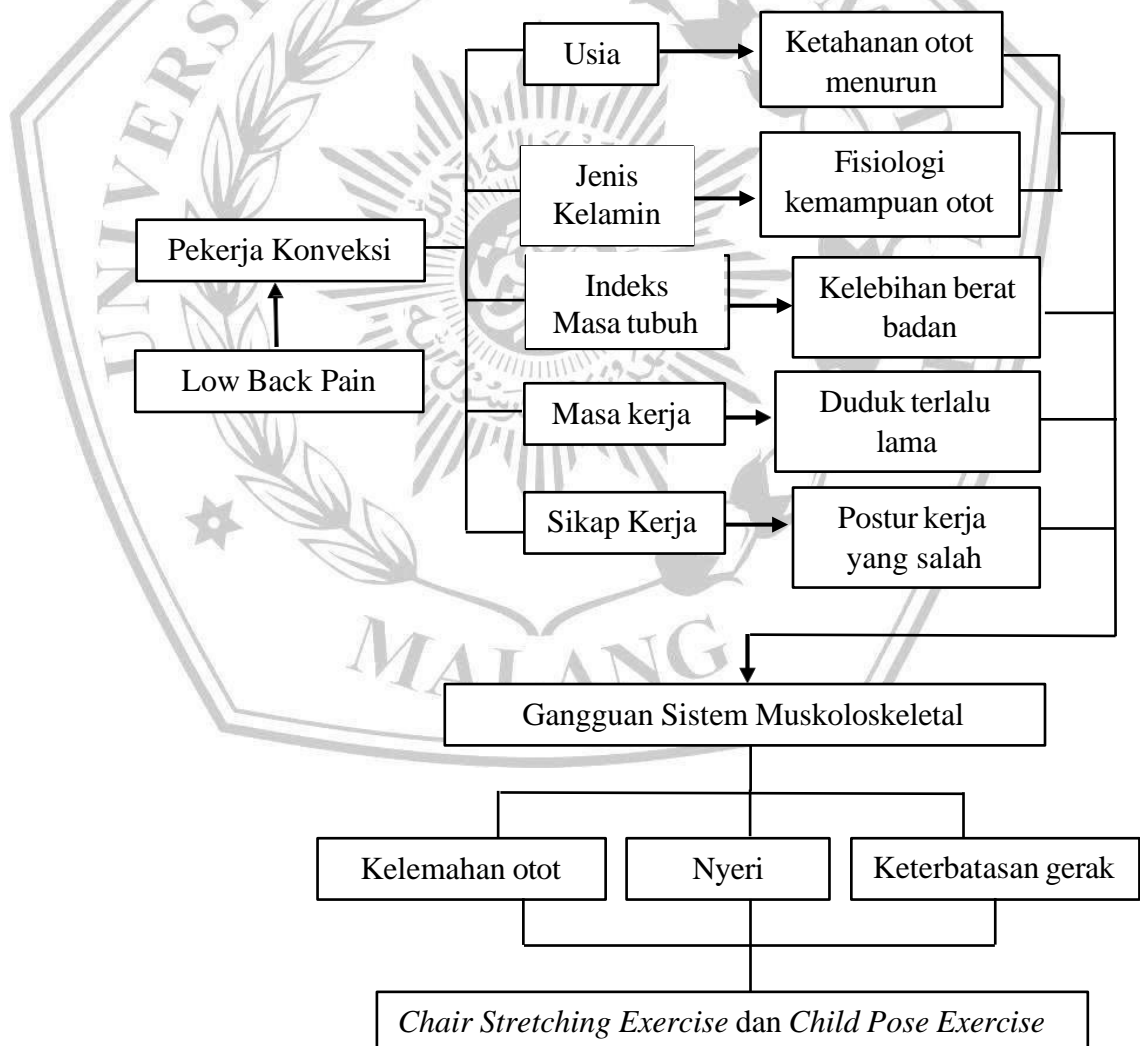 Usia
Ketahanan otot
menurun
Jenis
Kelamin
Fisiologi
kemampuan otot
Pekerja Konveksi
Indeks
Masa tubuh
Kelebihan berat
badan
Low Back Pain
Masa kerja
Duduk terlalu
lama
Sikap Kerja
Postur kerja
yang salah
MALANG
Gangguan Sistem Muskoloskeletal
Kelemahan otot
Nyeri
Keterbatasan gerak
Chair Stretching Exercise dan Child Pose Exercise